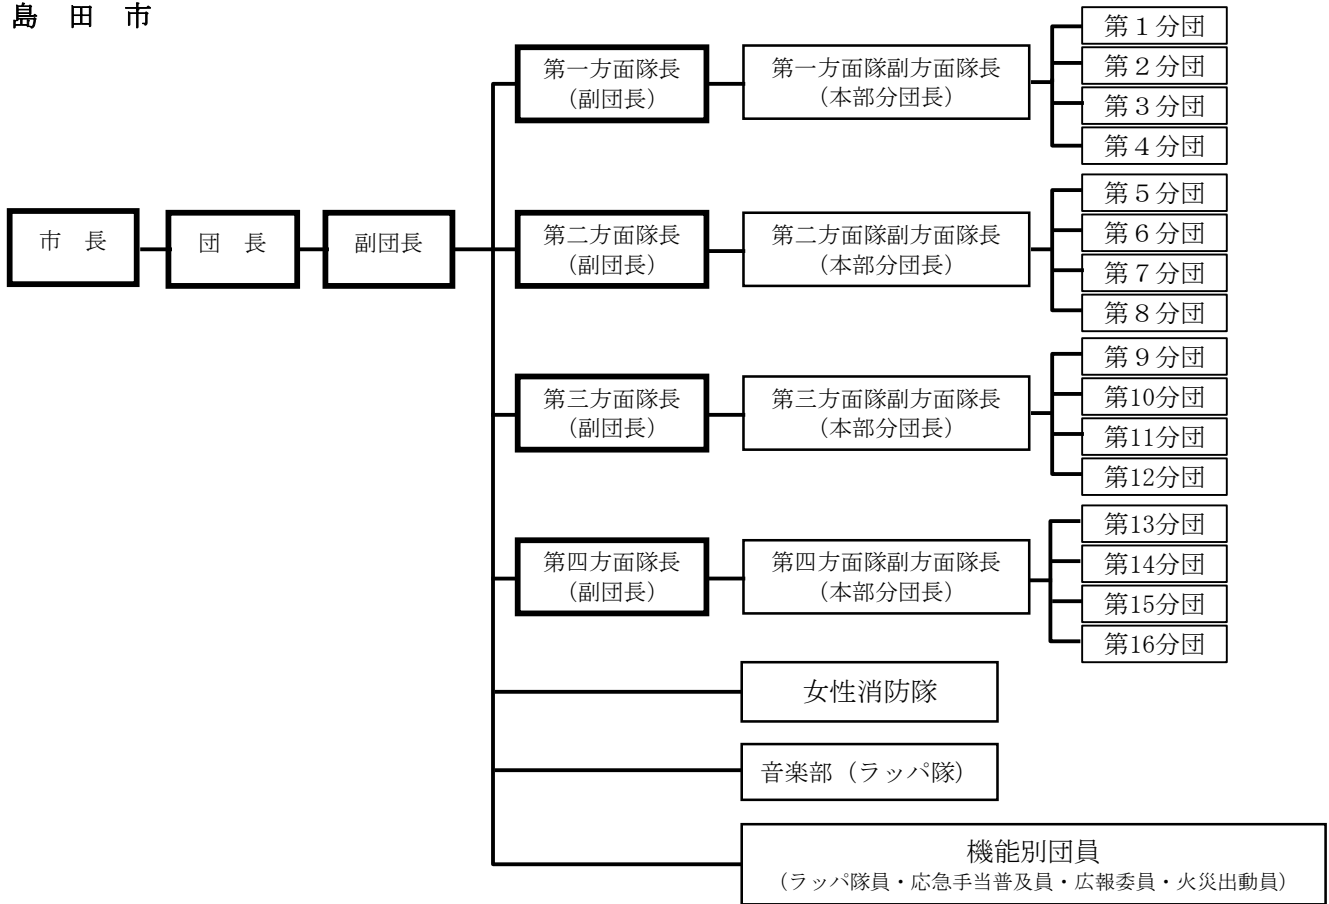 島　田　市
市　長
団　長
副団長
第一方面隊長
（副団長）
第一方面隊副方面隊長
（本部分団長）
第１分団
第２分団
第３分団
第４分団
第二方面隊長
（副団長）
第二方面隊副方面隊長
（本部分団長）
第５分団
第６分団
第７分団
第８分団
第三方面隊長
（副団長）
第三方面隊副方面隊長
（本部分団長）
第９分団
第10分団
第11分団
第12分団
第四方面隊長
（副団長）
第四方面隊副方面隊長
（本部分団長）
第13分団
第14分団
第15分団
第16分団
女性消防隊
音楽部（ラッパ隊）
機能別団員
（ラッパ隊員・応急手当普及員・広報委員・火災出動員）